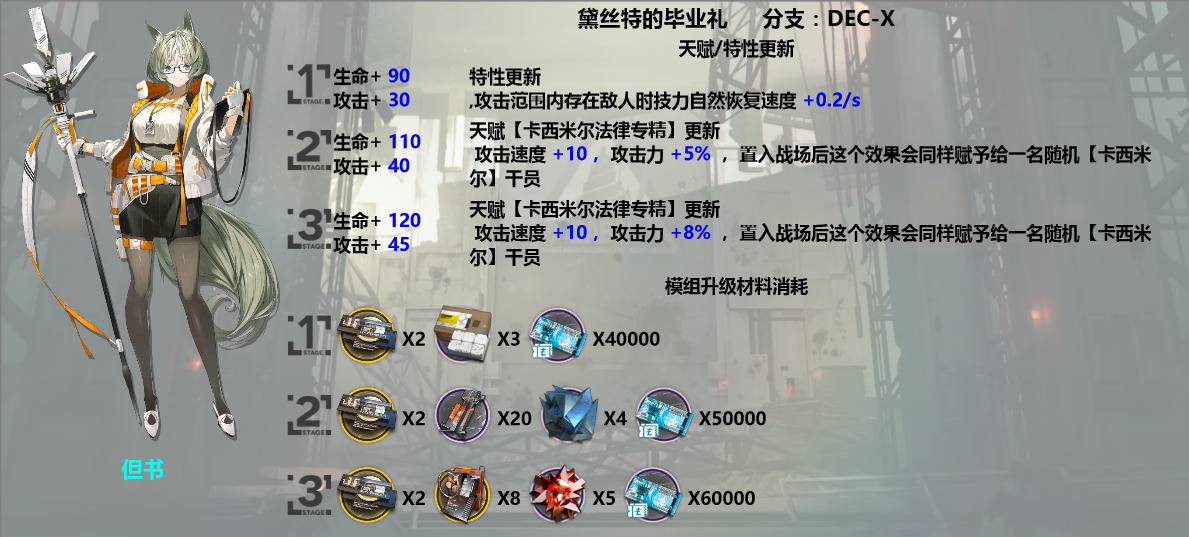 黛丝特的毕业礼 分支：DEC-X
天赋/特性更新
1 STAGE.
生命+ 90
攻击+ 30
特性更新
,攻击范围内存在敌人时技力自然恢复速度 +0.2/s
2 STAGE.
生命+ 110
攻击+ 40
天赋【卡西米尔法律专精】更新
攻击速度 +10 ，攻击力 +5% ，置入战场后这个效果会同样赋予给一名随机【卡西米
尔】干员
3 STAGE.
生命+ 120
攻击+ 45
天赋【卡西米尔法律专精】更新
攻击速度 +10 ，攻击力 +8% ，置入战场后这个效果会同样赋予给一名随机【卡西米
尔】干员
模组升级材料消耗
1 STAGE. X2 X3 X40000
2 STAGE. X2 X20 X4 X50000
但书
3 STAGE. X2 X8 X5 X60000